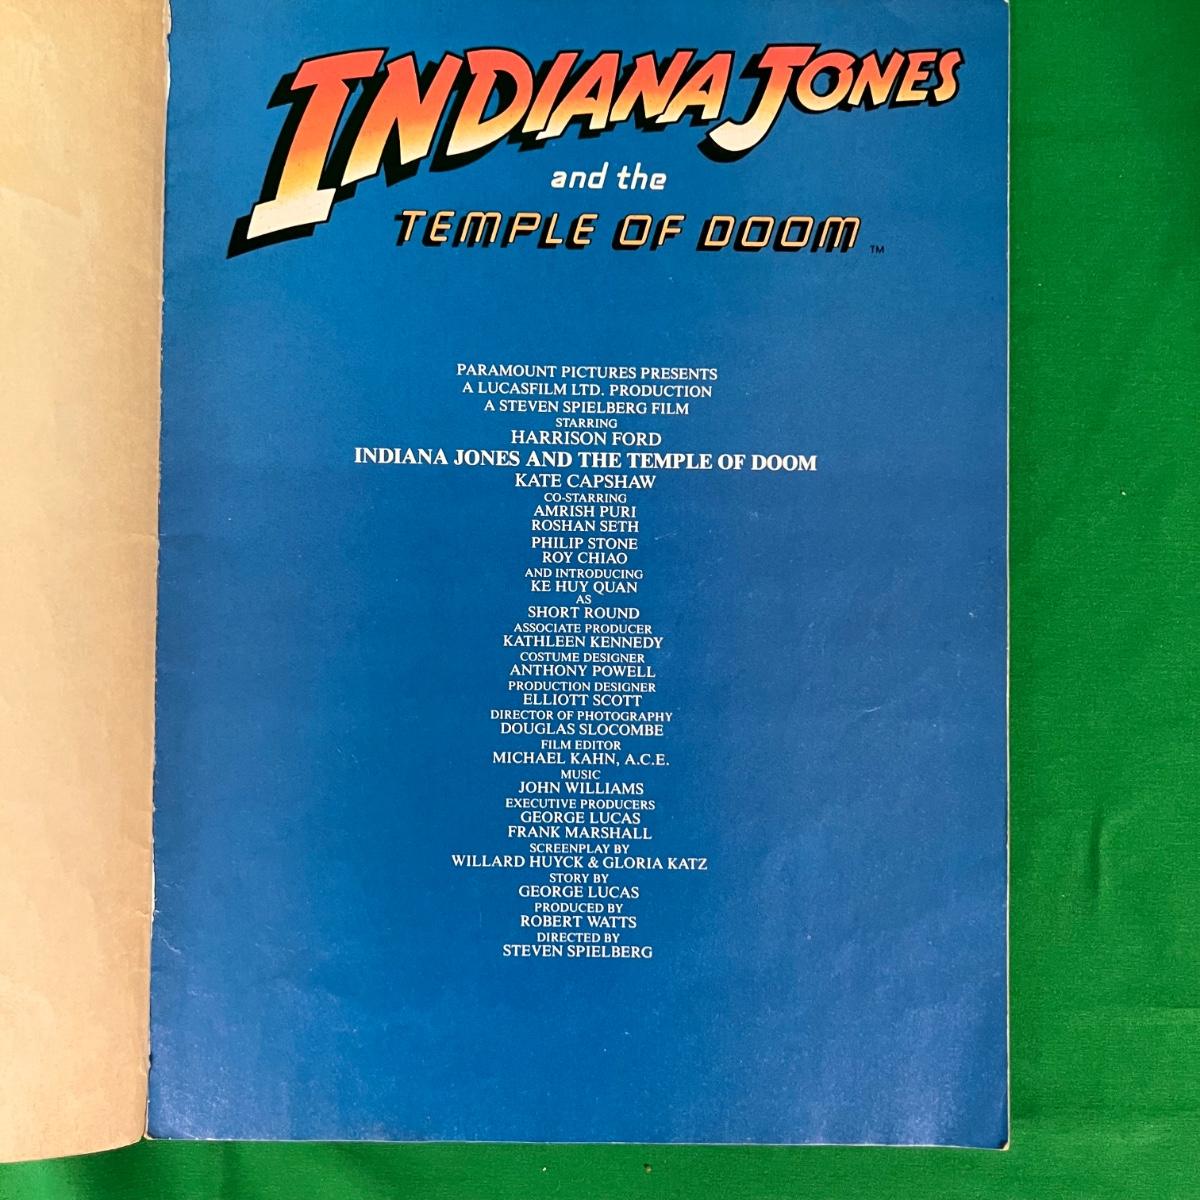 INDIANA JONES
and the
TEMPLE OF DOOM ™
PARAMOUNT PICTURES PRESENTS
A LUCASFILM LTD. PRODUCTION
A STEVEN SPIELBERG FILM
STARRING
HARRISON FORD
INDIANA JONES AND THE TEMPLE OF DOOM
KATE CAPSHAW
CO-STARRING
AMRISH PURI
ROSHAN SETH
PHILIP STONE
ROY CHIAO
AND INTRODUCING
KE HUY QUAN
AS
SHORT ROUND
ASSOCIATE PRODUCER
KATHLEEN KENNEDY
COSTUME DESIGNER
ANTHONY POWELL
PRODUCTION DESIGNER
ELLIOTT SCOTT
DIRECTOR OF PHOTOGRAPHY
DOUGLAS SLOCOMBE
FILM EDITOR
MICHAEL KAHN, A.C.E.
MUSIC
JOHN WILLIAMS
EXECUTIVE PRODUCERS
GEORGE LUCAS
FRANK MARSHALL
SCREENPLAY BY
WILLARD HUYCK & GLORIA KATZ
STORY BY
GEORGE LUCAS
PRODUCED BY
ROBERT WATTS
DIRECTED BY
STEVEN SPIELBERG